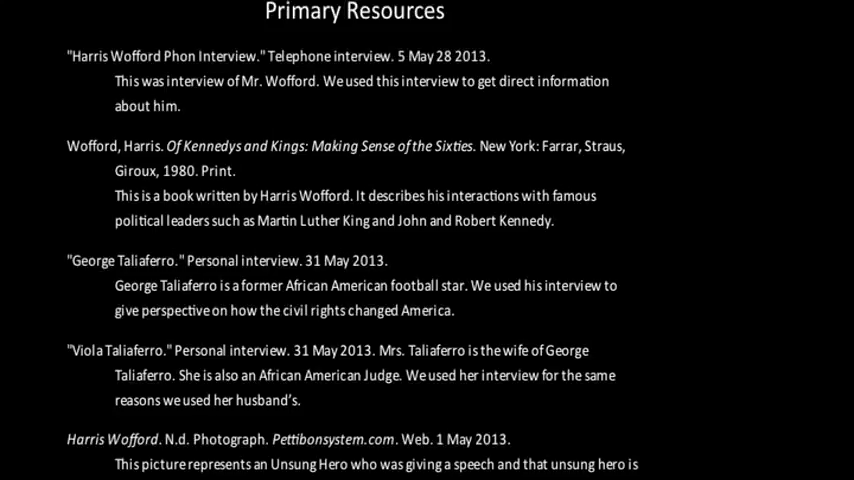 Primary Resources
"Harris Wofford Phon Interview." Telephone interview. 5 May 28 2013.
This was interview of Mr. Wofford. We used this interview to get direct information
about him.
Wofford, Harris. Of Kennedys and Kings: Making Sense of the Sixties. New York: Farrar, Straus,
Giroux, 1980. Print.
This is a book written by Harris Wofford. It describes his interactions with famous
political leaders such as Martin Luther King and John and Robert Kennedy.
"George Taliaferro." Personal interview. 31 May 2013.
George Taliaferro is a former African American football star. We used his interview to
give perspective on how the civil rights changed America.
"Viola Taliaferro." Personal interview. 31 May 2013. Mrs. Taliaferro is the wife of George
Taliaferro. She is also an African American Judge. We used her interview for the same
reasons we used her husband’s.
Harris Wofford. N.d. Photograph. Pettibonsystem.com. Web. 1 May 2013.
This picture represents an Unsung Hero who was giving a speech and that unsung hero is